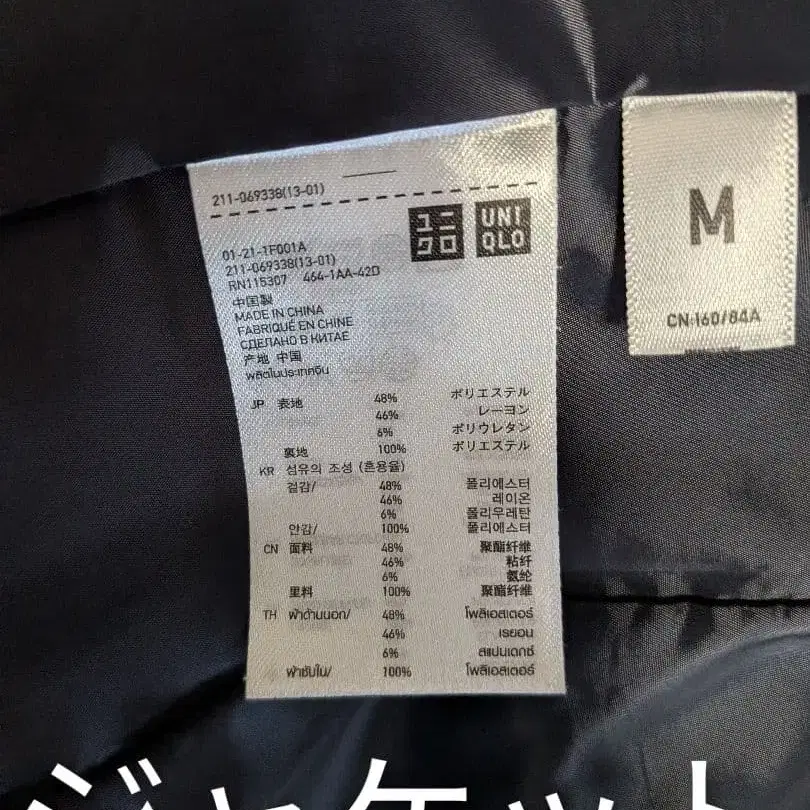 211-069338(13-01)
ユニ
クロ
UNI
QLO
01-21-1F001A
211-069338(13-01)
RN115307 464-1AA-42D
中国製
MADE IN CHINA
FABRIQUÉ EN CHINE
СДЕЛАНО В КИТАЕ
产地 中国
ผลิตในประเทศจีน
JP 表地 48% ポリエステル
46% レーヨン
6% ポリウレタン
裏地 100% ポリエステル
KR 섬유의 조성 (혼용율)
겉감/ 48% 폴리에스터
46% 레이온
6% 폴리우레탄
안감/ 100% 폴리에스터
CN 面料 48% 聚酯纤维
46% 粘纤
6% 氨纶
里料 100% 聚酯纤维
TH ผ้าด้านนอก/ 48% โพลิเอสเตอร์
46% เรยอน
6% สแปนเดกซ์
ผ้าซับใน/ 100% โพลิเอสเตอร์
M
CN:160/84A
ジャケット